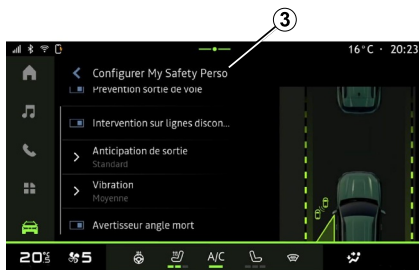 3
16°C · 20:23
Configurer My Safety Perso
Prévention sortie de voie
Intervention sur lignes discon...
Anticipation de sortie
Standard
Vibration
Moyenne
Avertisseur angle mort
20°5 5 A/C